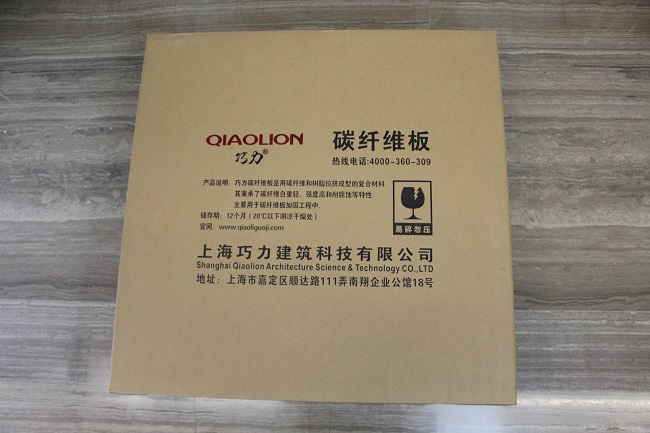 QIAOLION
巧力®
碳纤维板
热线电话:4000-360-309
产品说明: 巧力碳纤维板是用碳纤维和树脂拉挤成型的复合材料.
其秉承了碳纤维自重轻、强度高和耐腐蚀等特性.
主要用于碳纤维板加固工程中.
储存期: 12个月 (20℃以下阴凉干燥处)
官网: www.qiaoliguoji.com
易碎勿压
上海巧力建筑科技有限公司
Shanghai Qiaolion Architecture Science & Technology CO.,LTD
地址: 上海市嘉定区顺达路111弄南翔企业公馆18号